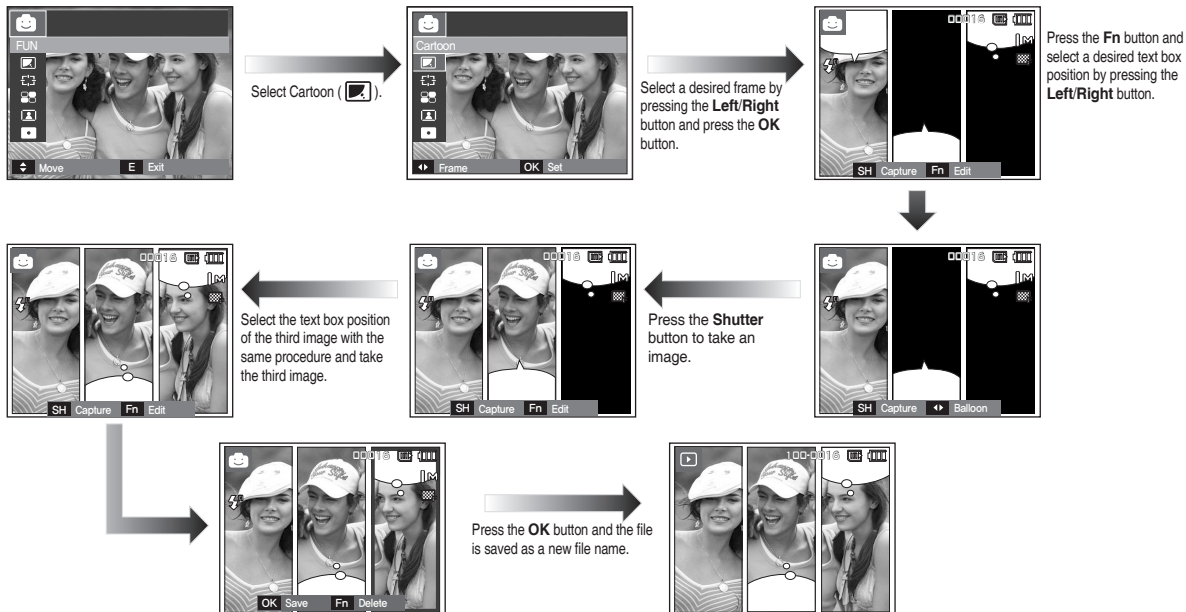 FUN
Move E Exit
Select Cartoon ( ).
Cartoon
Frame OK Set
Select a desired frame by
pressing the Left/Right
button and press the OK
button.
00016
M
SH Capture Fn Edit
Press the Fn button and
select a desired text box
position by pressing the
Left/Right button.
00016
M
SH Capture Balloon
Press the Shutter
button to take an
image.
00016
M
SH Capture Fn Edit
Select the text box position
of the third image with the
same procedure and take
the third image.
00016
M
SH Capture Fn Edit
00016
M
OK Save Fn Delete
Press the OK button and the file
is saved as a new file name.
100-0016